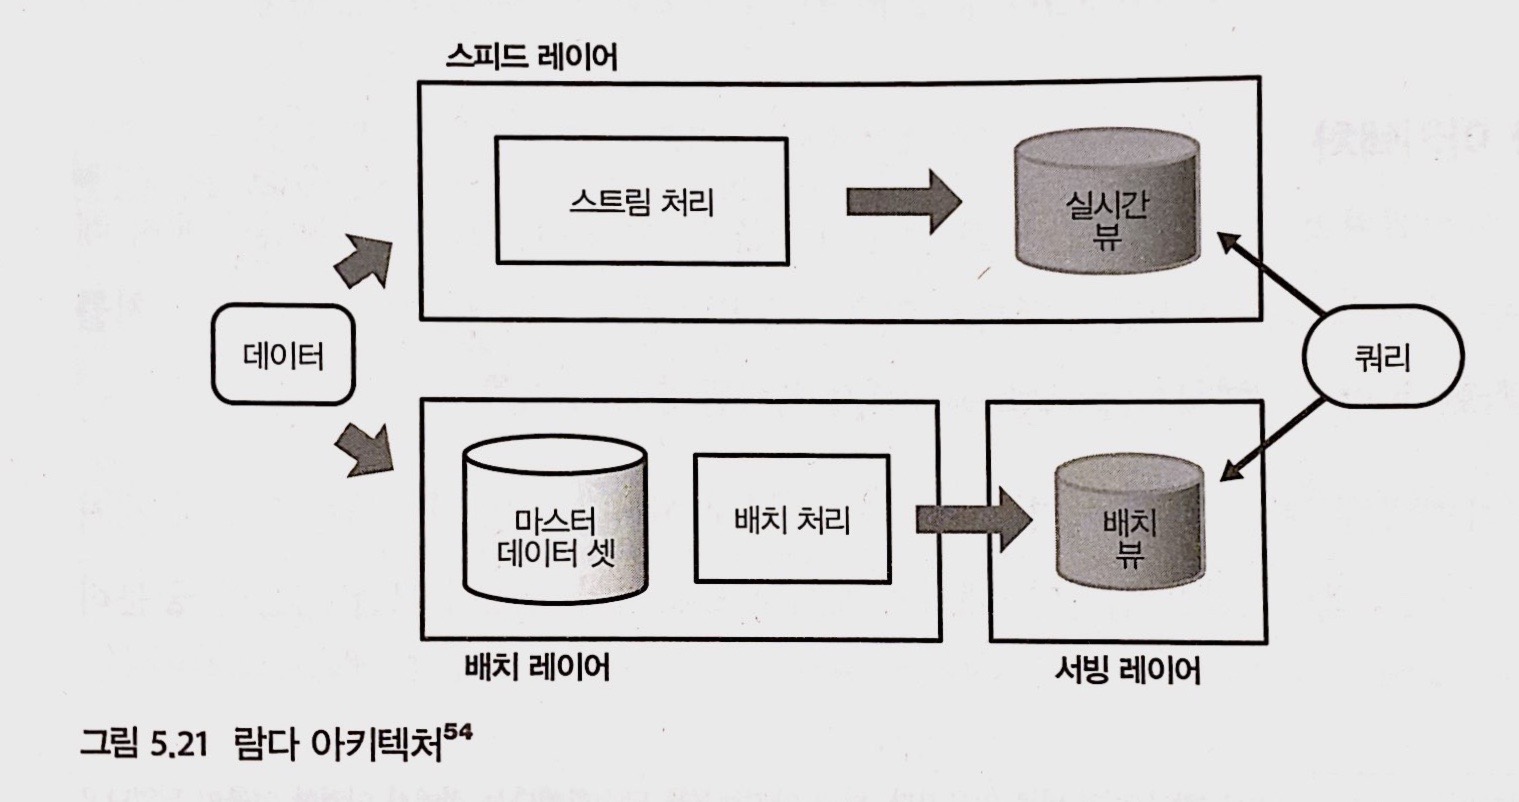 스피드 레이어
스트림 처리
실시간
뷰
데이터
쿼리
마스터
데이터 셋
배치 처리
배치
뷰
배치 레이어
서빙 레이어
그림 5.21 람다 아키텍처54